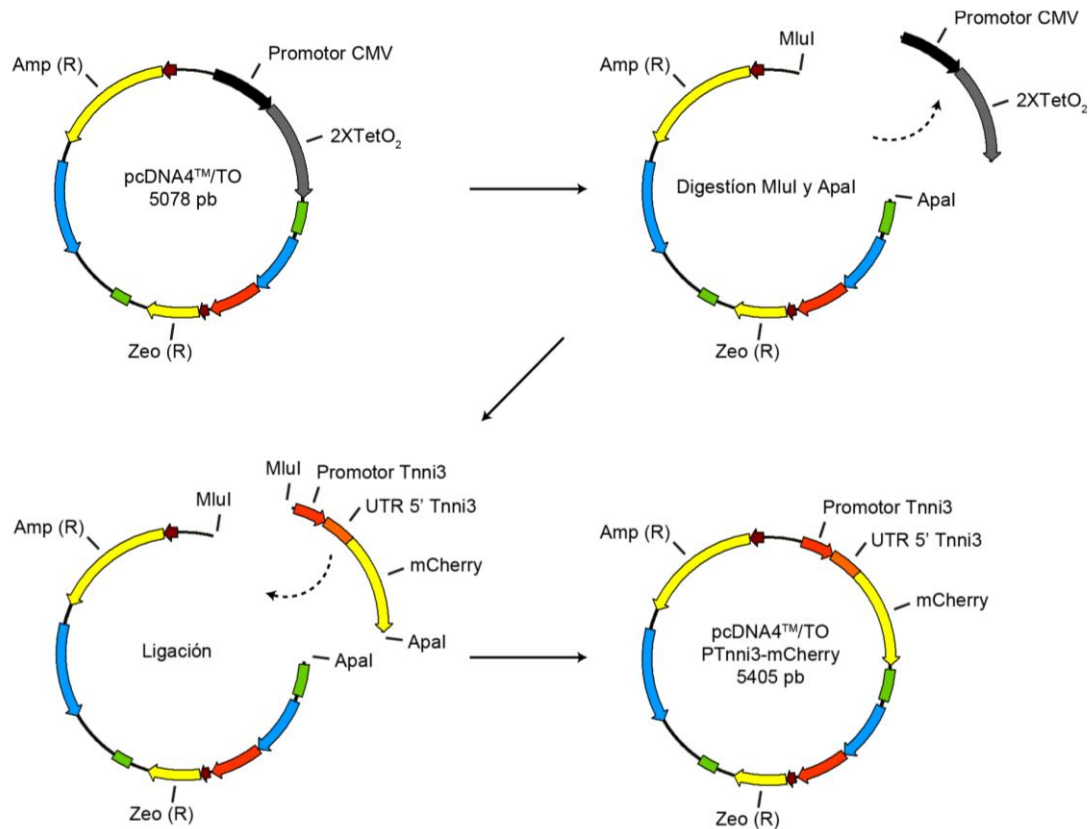 Promotor CMV
Amp (R)
2XTetO₂
pcDNA4™/TO
5078 pb
Zeo (R)
Promotor CMV
MluI
Amp (R)
2XTetO₂
Digestíon MluI y ApaI
ApaI
Zeo (R)
MluI
Promotor Tnni3
MluI
UTR 5' Tnni3
Amp (R)
mCherry
Ligación
ApaI
ApaI
Zeo (R)
Promotor Tnni3
Amp (R)
UTR 5' Tnni3
mCherry
pcDNA4™/TO
PTnni3-mCherry
5405 pb
Zeo (R)